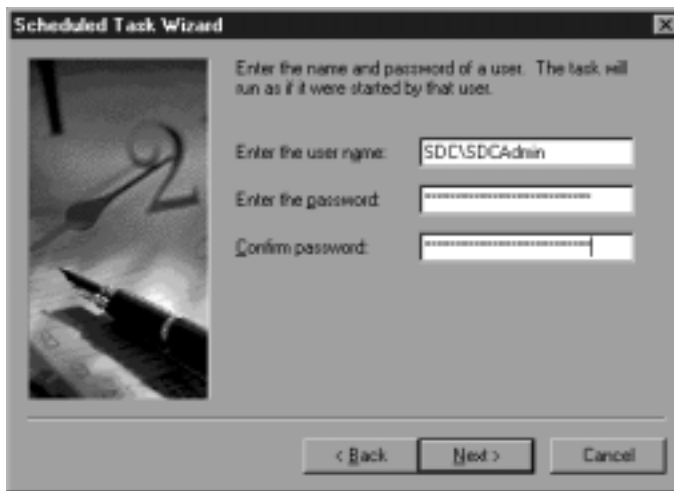 Scheduled Task Wizard
Enter the name and password of a user. The task will
run as if it were started by that user.
Enter the user name: SDC\SDCAdmin
Enter the password:
Confirm password:
< Back Next > Cancel